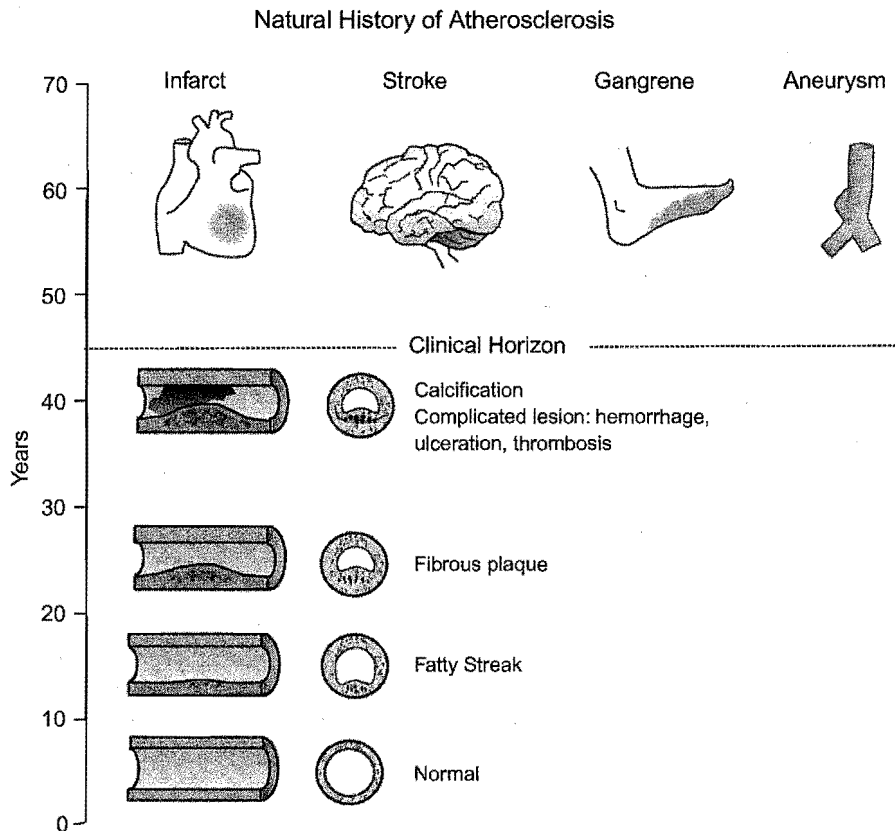 Natural History of Atherosclerosis
Infarct
Stroke
Gangrene
Aneurysm
70
60
50
Clinical Horizon
40
Calcification
Complicated lesion: hemorrhage,
ulceration, thrombosis
Years
30
Fibrous plaque
20
Fatty Streak
10
Normal
0